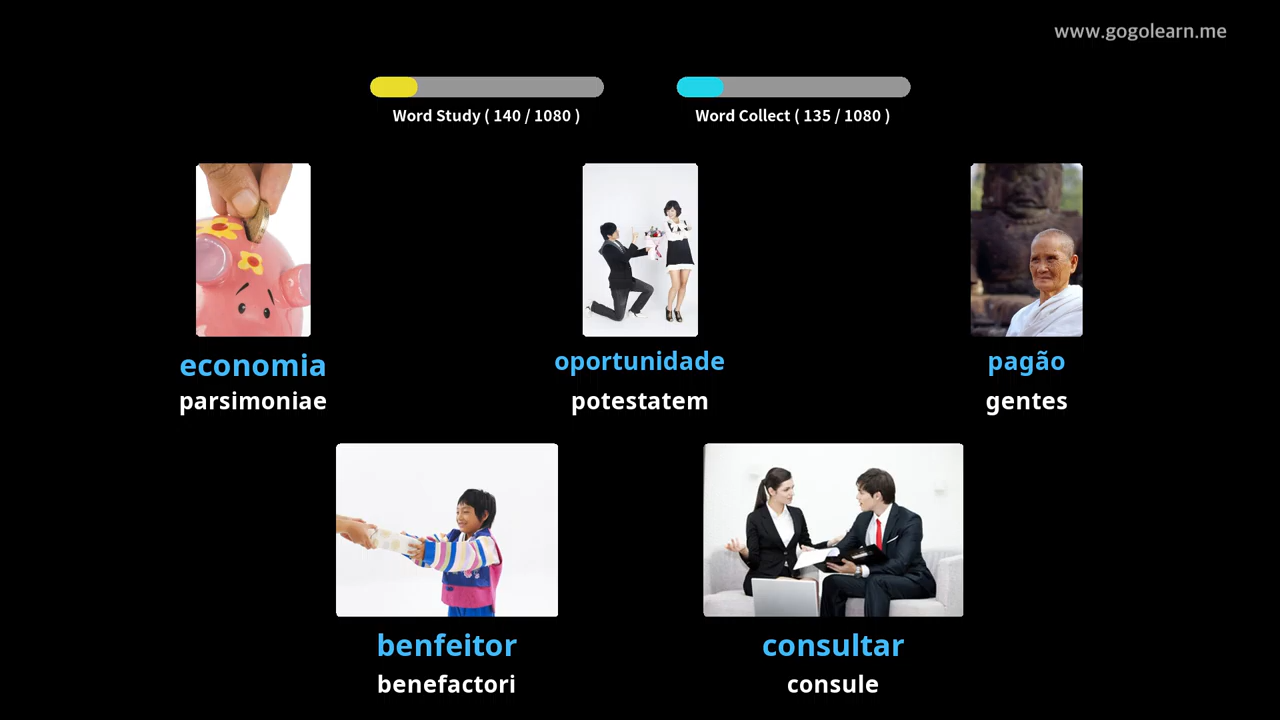 www.gogolearn.me
Word Study ( 140 / 1080 )
Word Collect ( 135 / 1080 )
economia
parsimoniae
oportunidade
potestatem
pagão
gentes
benfeitor
benefactori
consultar
consule